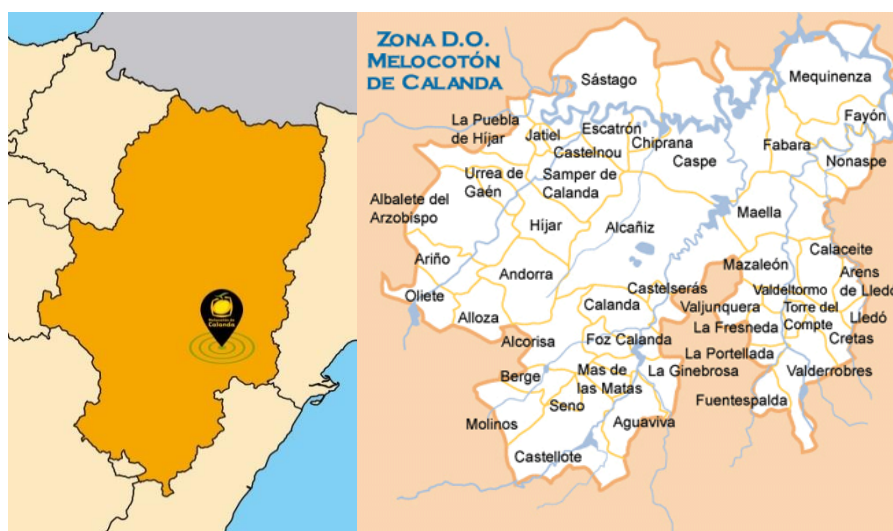 Melocotón de
Calanda
ZONA D.O.
MELOCOTÓN
DE CALANDA
Sástago
Mequinenza
La Puebla
de Híjar
Jatiel
Escatrón
Castelnou
Chiprana
Caspe
Fabara
Fayón
Nonaspe
Urrea de
Gaén
Samper de
Calanda
Albalete del
Arzobispo
Híjar
Alcañiz
Maella
Ariño
Andorra
Mazaleón
Calaceite
Arens
de Lledó
Oliete
Alloza
Calanda
Castelserás
Valjunquera
Valdeltormo
Torre del
Compte
Lledó
Cretas
Alcorisa
Foz Calanda
La Fresneda
La Portellada
Valderrobres
Berge
Mas de
las Matas
La Ginebrosa
Fuentespalda
Molinos
Seno
Aguaviva
Castellote